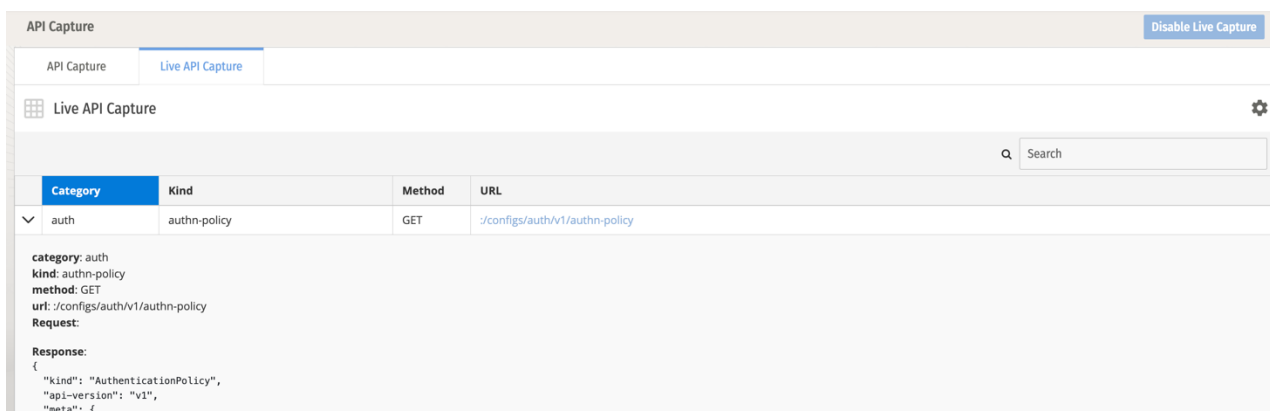 API Capture
Disable Live Capture
API Capture
Live API Capture
Live API Capture
Search
Category Kind Method URL
auth authn-policy GET :/configs/auth/v1/authn-policy
category: auth
kind: authn-policy
method: GET
url: :/configs/auth/v1/authn-policy
Request:
Response:
{
"kind": "AuthenticationPolicy",
"api-version": "v1",
"meta": {